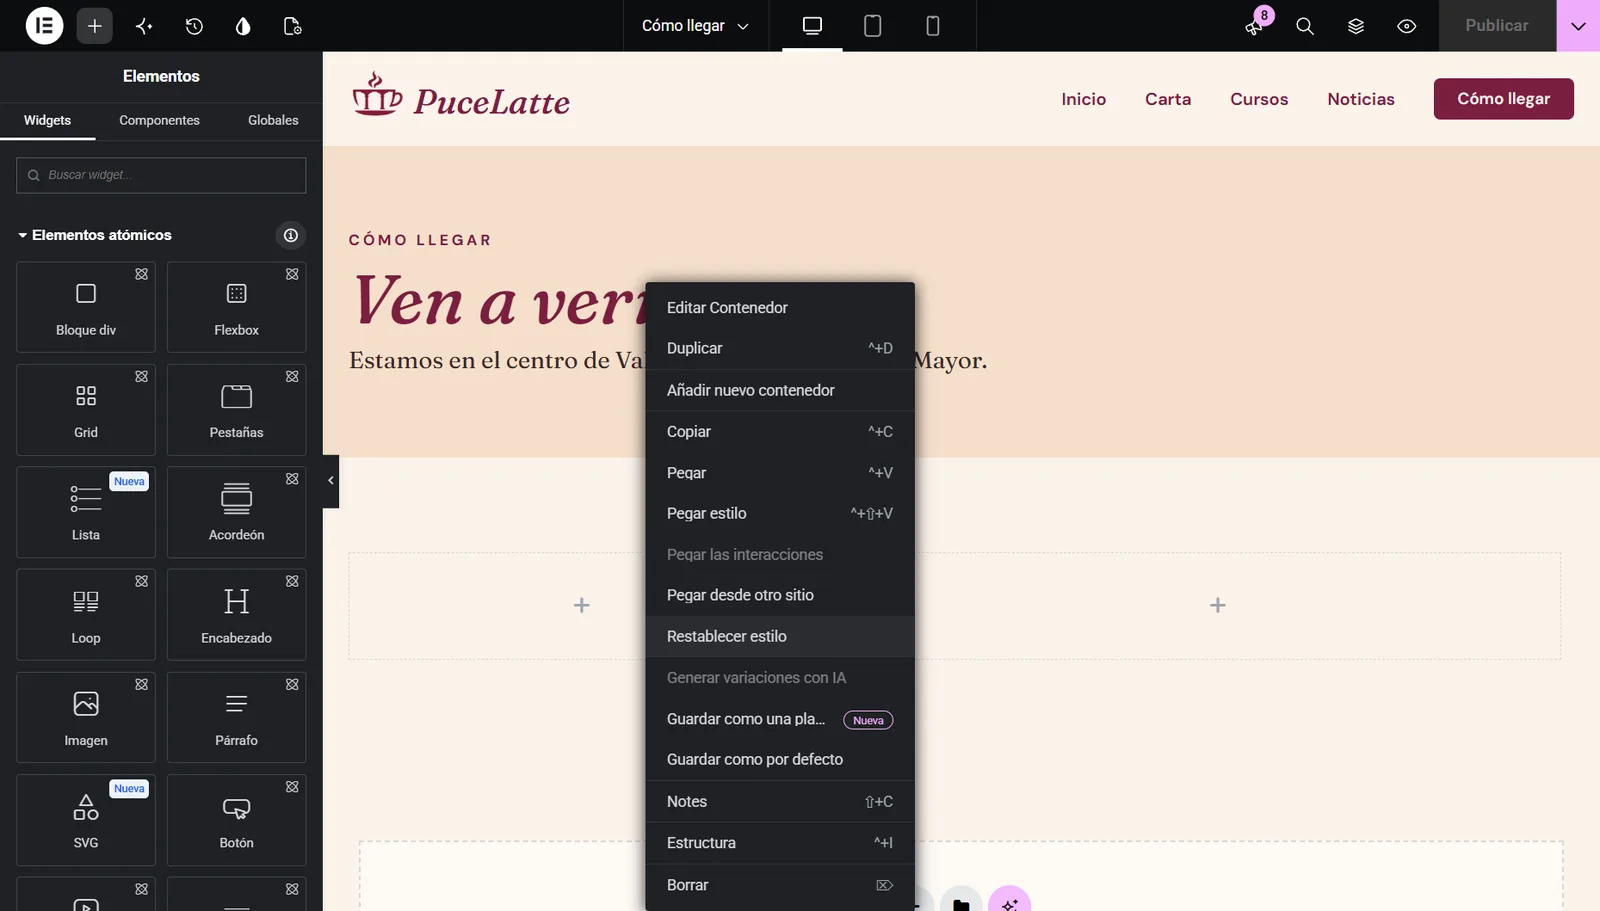 Cómo llegar
8
Publicar
Elementos
Widgets
Componentes
Globales
Buscar widget...
Elementos atómicos
Bloque div
Flexbox
Grid
Pestañas
Nueva
Lista
Acordeón
Loop
Encabezado
Imagen
Párrafo
Nueva
SVG
Botón
PuceLatte
Inicio
Carta
Cursos
Noticias
Cómo llegar
CÓMO LLEGAR
Ven a
Estamos en el centro de
Mayor.
Editar Contenedor
Duplicar ^+D
Añadir nuevo contenedor
Copiar ^+C
Pegar ^+V
Pegar estilo ^+⇧+V
Pegar las interacciones
Pegar desde otro sitio
Restablecer estilo
Generar variaciones con IA
Guardar como una pla... Nueva
Guardar como por defecto
Notes ⇧+C
Estructura ^+I
Borrar ⌦